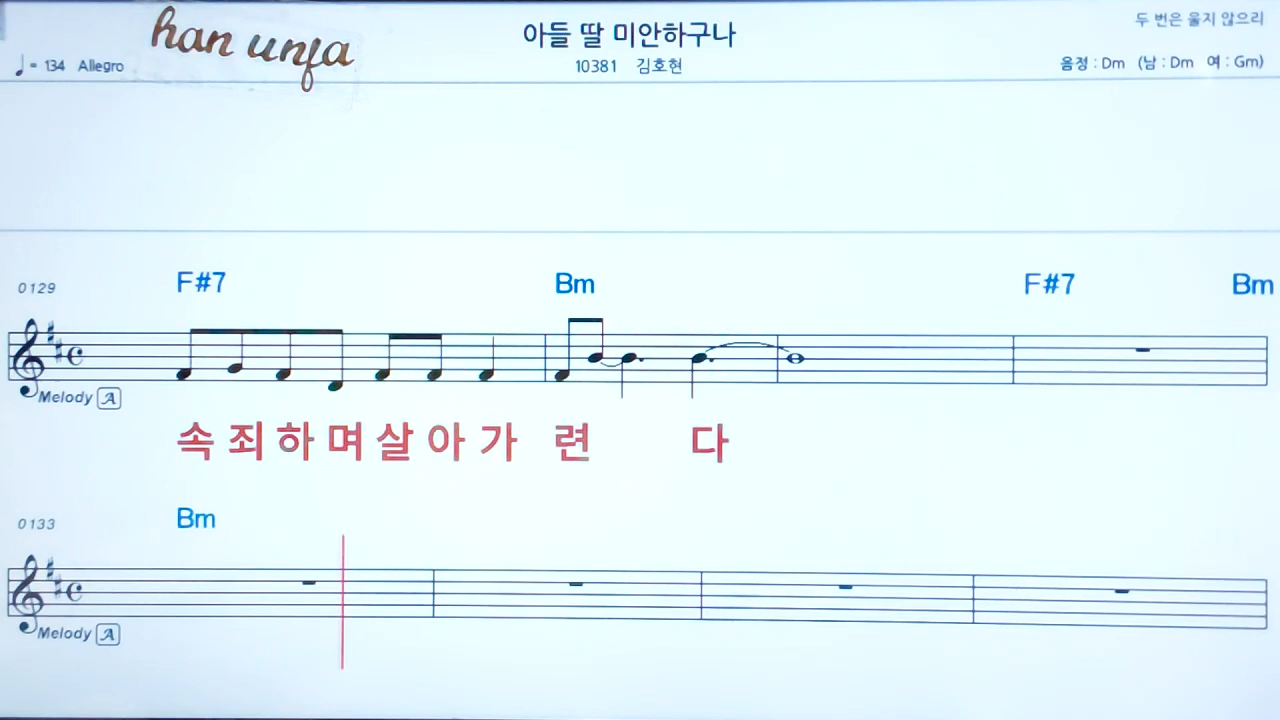 han unfa
아들 딸 미안하구나
두 번은 울지 않으리
♩= 134 Allegro
10381 김호현
음정 : Dm (남 : Dm 여 : Gm)
0129
F#7 Bm F#7 Bm
Melody A
속 죄 하 며 살 아 가 련 다
0133
Bm
Melody A